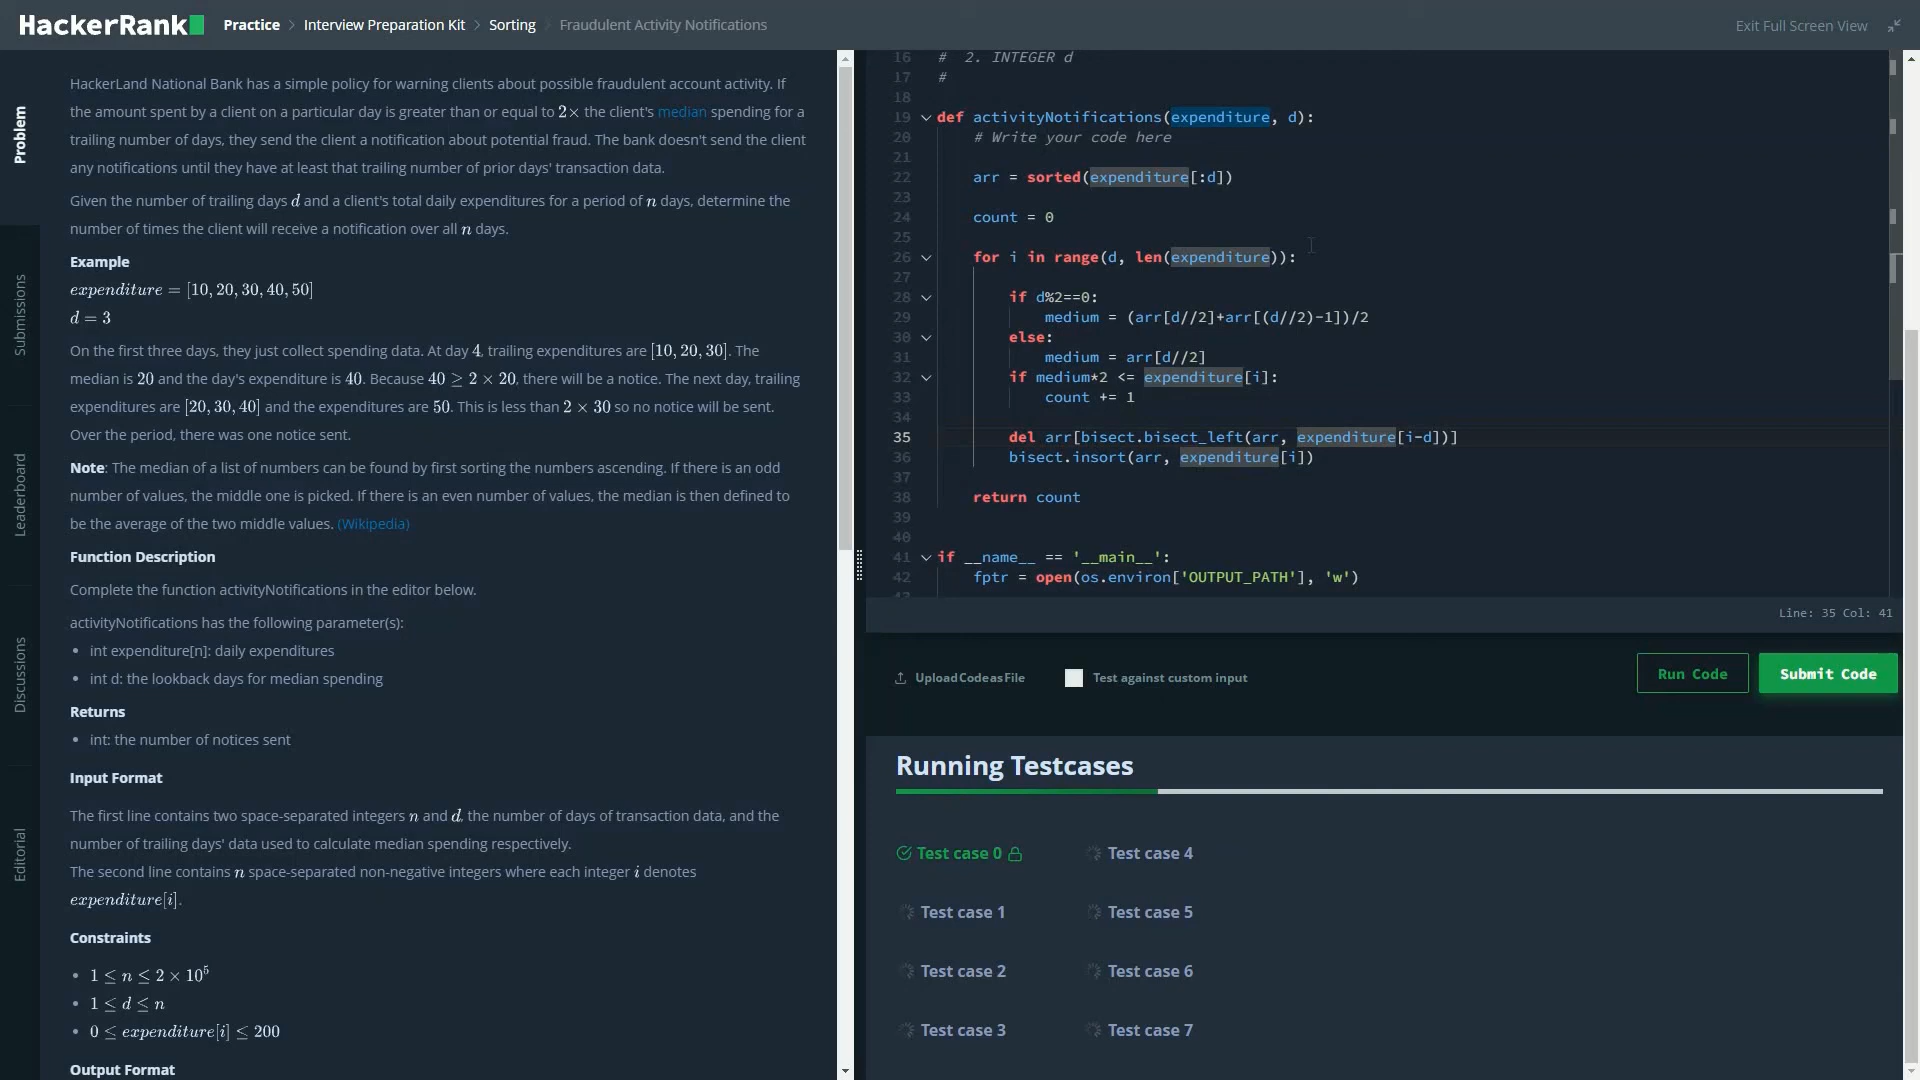 HackerRank
Practice > Interview Preparation Kit > Sorting > Fraudulent Activity Notifications
Exit Full Screen View
Problem
Submissions
Leaderboard
Discussions
Editorial
HackerLand National Bank has a simple policy for warning clients about possible fraudulent account activity. If
the amount spent by a client on a particular day is greater than or equal to 2× the client's median spending for a
trailing number of days, they send the client a notification about potential fraud. The bank doesn't send the client
any notifications until they have at least that trailing number of prior days' transaction data.
Given the number of trailing days d and a client's total daily expenditures for a period of n days, determine the
number of times the client will receive a notification over all n days.
Example
expenditure = [10, 20, 30, 40, 50]
d = 3
On the first three days, they just collect spending data. At day 4, trailing expenditures are [10, 20, 30]. The
median is 20 and the day's expenditure is 40. Because 40 ≥ 2 × 20, there will be a notice. The next day, trailing
expenditures are [20, 30, 40] and the expenditures are 50. This is less than 2 × 30 so no notice will be sent.
Over the period, there was one notice sent.
Note: The median of a list of numbers can be found by first sorting the numbers ascending. If there is an odd
number of values, the middle one is picked. If there is an even number of values, the median is then defined to
be the average of the two middle values. (Wikipedia)
Function Description
Complete the function activityNotifications in the editor below.
activityNotifications has the following parameter(s):
• int expenditure[n]: daily expenditures
• int d: the lookback days for median spending
Returns
• int: the number of notices sent
Input Format
The first line contains two space-separated integers n and d, the number of days of transaction data, and the
number of trailing days' data used to calculate median spending respectively.
The second line contains n space-separated non-negative integers where each integer i denotes
expenditure[i].
Constraints
• 1 ≤ n ≤ 2 × 10⁵
• 1 ≤ d ≤ n
• 0 ≤ expenditure[i] ≤ 200
Output Format
16 #  2. INTEGER d
17 #
18
19 def activityNotifications(expenditure, d):
20     # Write your code here
21
22     arr = sorted(expenditure[:d])
23
24     count = 0
25
26     for i in range(d, len(expenditure)):
27
28         if d%2==0:
29             medium = (arr[d//2]+arr[(d//2)-1])/2
30         else:
31             medium = arr[d//2]
32         if medium*2 <= expenditure[i]:
33             count += 1
34
35         del arr[bisect.bisect_left(arr, expenditure[i-d])]
36         bisect.insort(arr, expenditure[i])
37
38     return count
39
40
41 if __name__ == '__main__':
42     fptr = open(os.environ['OUTPUT_PATH'], 'w')
Line: 35 Col: 41
Upload Code as File
Test against custom input
Run Code
Submit Code
Running Testcases
Test case 0
Test case 4
Test case 1
Test case 5
Test case 2
Test case 6
Test case 3
Test case 7